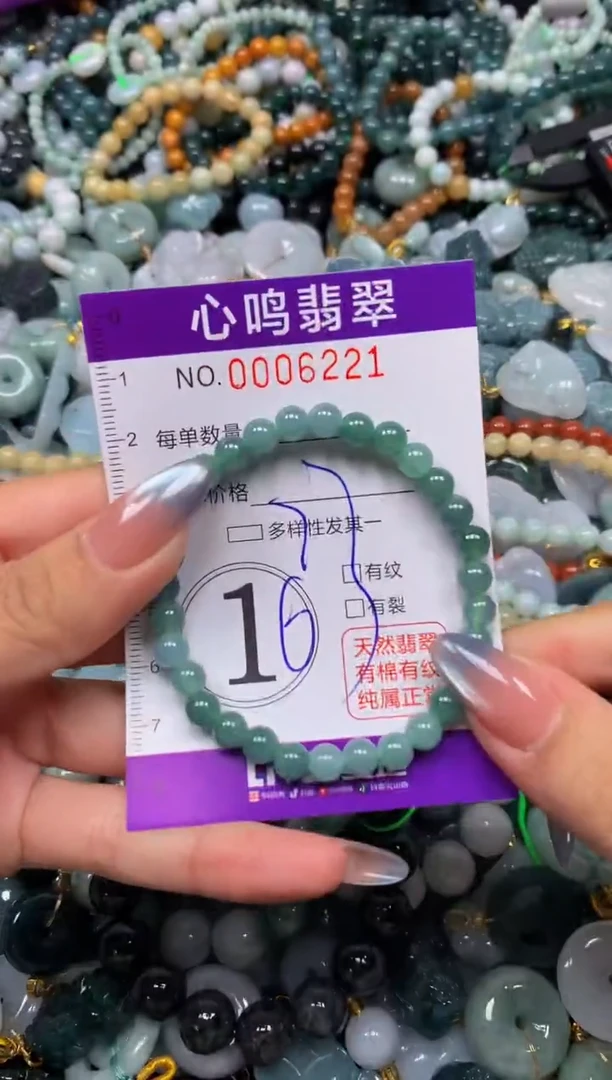 心鸣翡翠
NO. 0006221
1
2
每单数量
价格
多样性发其一
有纹
有裂
1
6
天然翡翠
有棉有纹
纯属正常
6
7